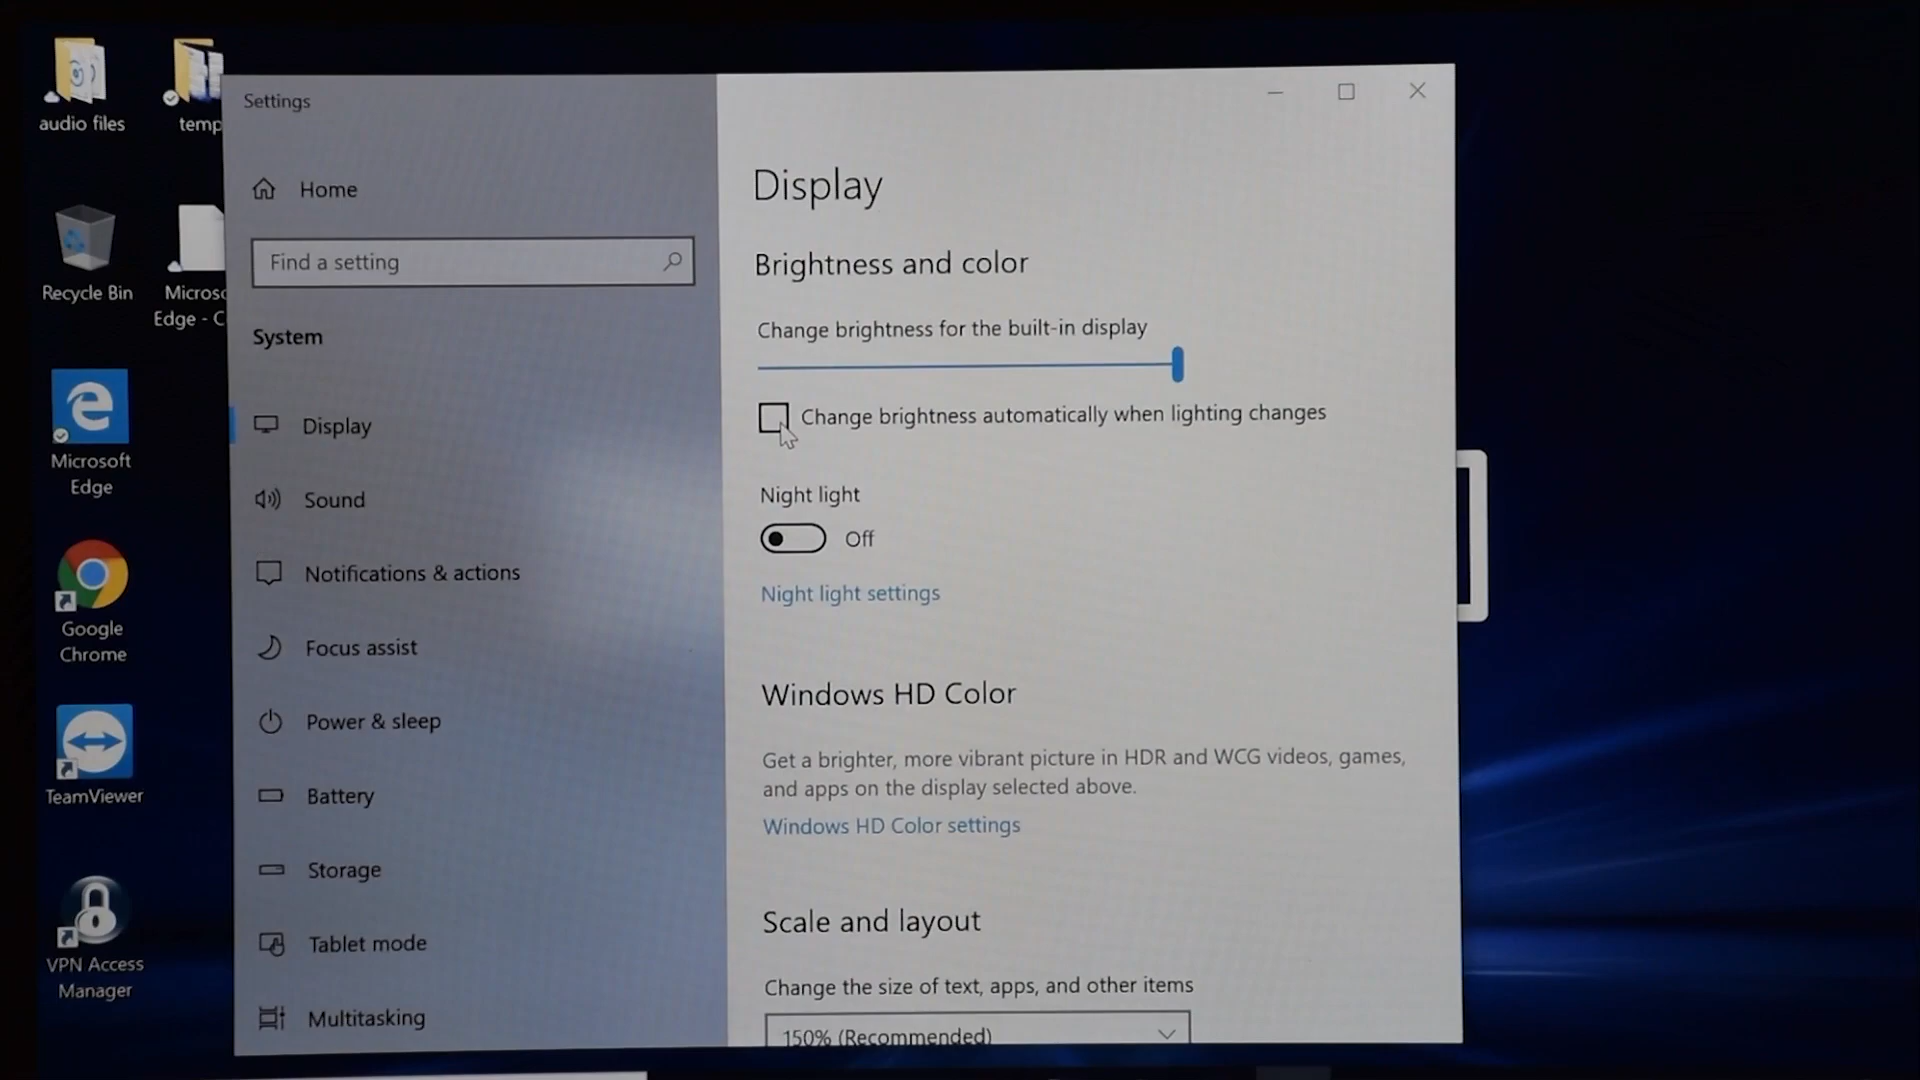 audio files
temp
Recycle Bin
Microso
Edge - C
Microsoft
Edge
Google
Chrome
TeamViewer
VPN Access
Manager
Settings
Home
Find a setting
System
Display
Sound
Notifications & actions
Focus assist
Power & sleep
Battery
Storage
Tablet mode
Multitasking
Display
Brightness and color
Change brightness for the built-in display
Change brightness automatically when lighting changes
Night light
Off
Night light settings
Windows HD Color
Get a brighter, more vibrant picture in HDR and WCG videos, games,
and apps on the display selected above.
Windows HD Color settings
Scale and layout
Change the size of text, apps, and other items
150% (Recommended)